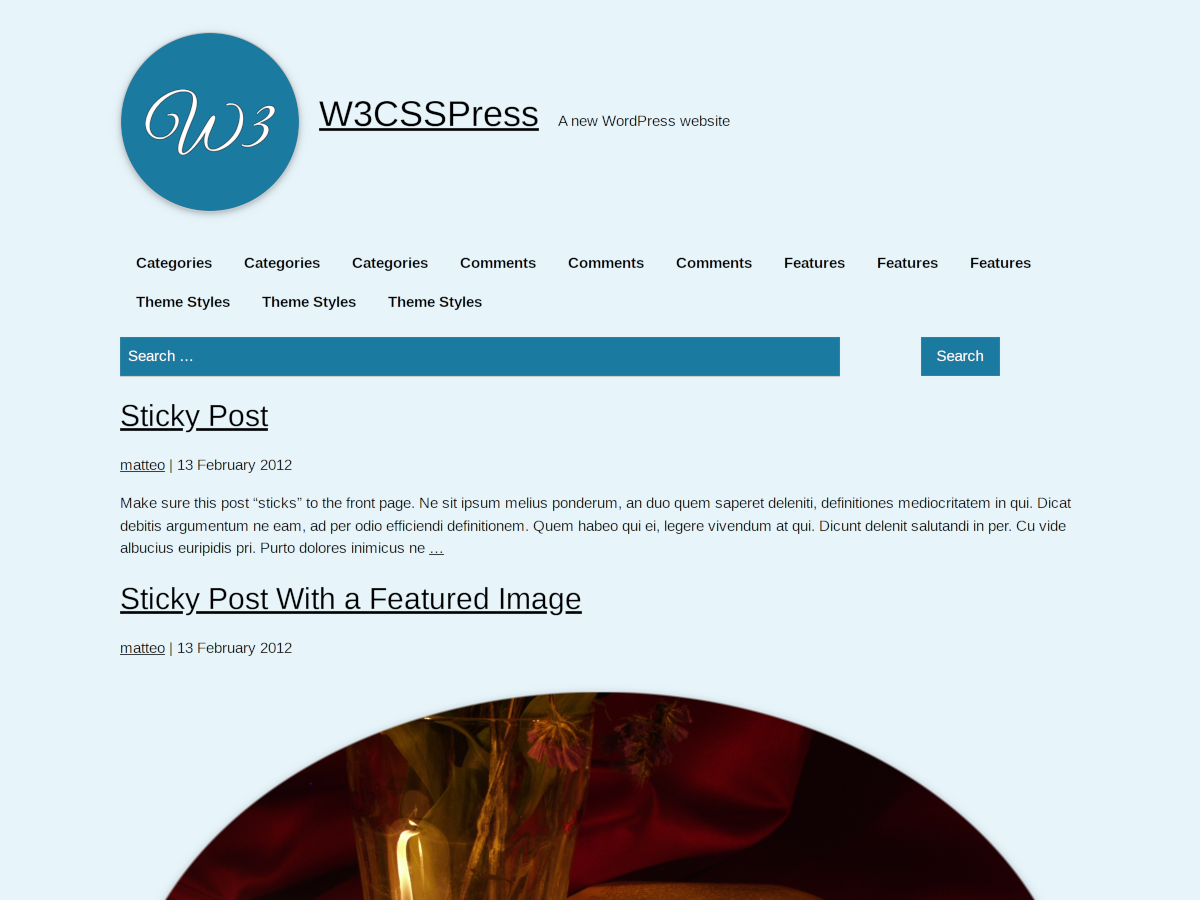 W3
W3CSSPress
A new WordPress website
Categories Categories Categories Comments Comments Comments Features Features Features
Theme Styles Theme Styles Theme Styles
Search … Search
Sticky Post
matteo | 13 February 2012
Make sure this post “sticks” to the front page. Ne sit ipsum melius ponderum, an duo quem saperet deleniti, definitiones mediocritatem in qui. Dicat
debitis argumentum ne eam, ad per odio efficiendi definitionem. Quem habeo qui ei, legere vivendum at qui. Dicunt delenit salutandi in per. Cu vide
albucius euripidis pri. Purto dolores inimicus ne …
Sticky Post With a Featured Image
matteo | 13 February 2012